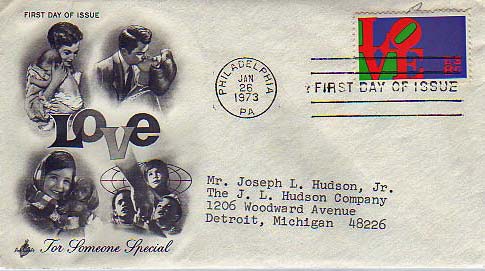 FIRST DAY OF ISSUE
LOVE
For Someone Special
PHILADELPHIA
JAN
26
1973
PA
LOVE
FIRST DAY OF ISSUE
Mr. Joseph L. Hudson, Jr.
The J. L. Hudson Company
1206 Woodward Avenue
Detroit, Michigan 48226